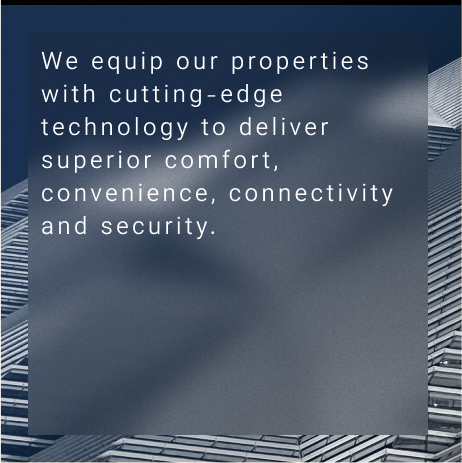 We equip our properties
with cutting-edge
technology to deliver
superior comfort,
convenience, connectivity
and security.